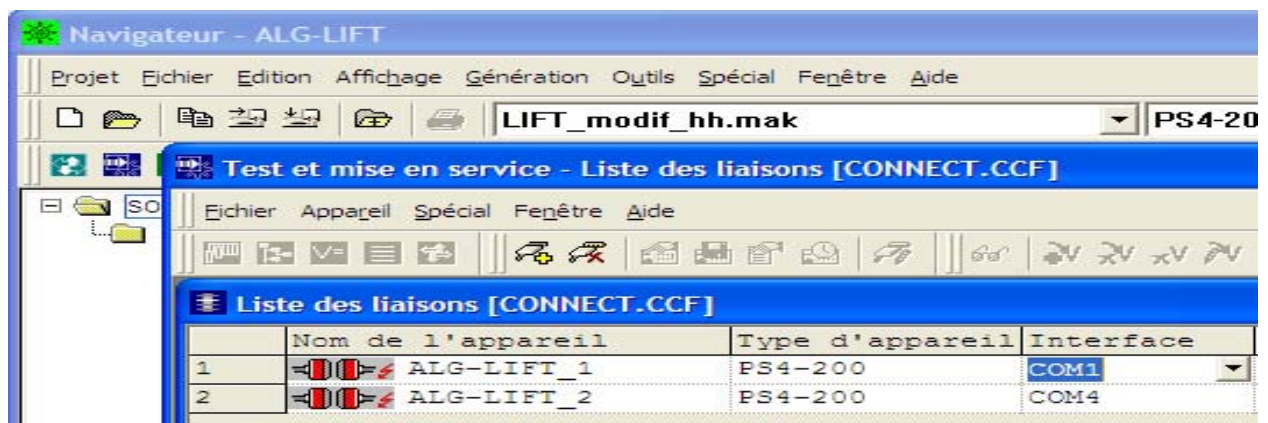 Navigateur - ALG-LIFT
Projet Fichier Edition Affichage Génération Outils Spécial Fenêtre Aide
LIFT_modif_hh.mak PS4-20
Test et mise en service - Liste des liaisons [CONNECT.CCF]
SO
Fichier Appareil Spécial Fenêtre Aide
Liste des liaisons [CONNECT.CCF]
Nom de l'appareil Type d'appareil Interface
1 ALG-LIFT_1 PS4-200 COM1
2 ALG-LIFT_2 PS4-200 COM4